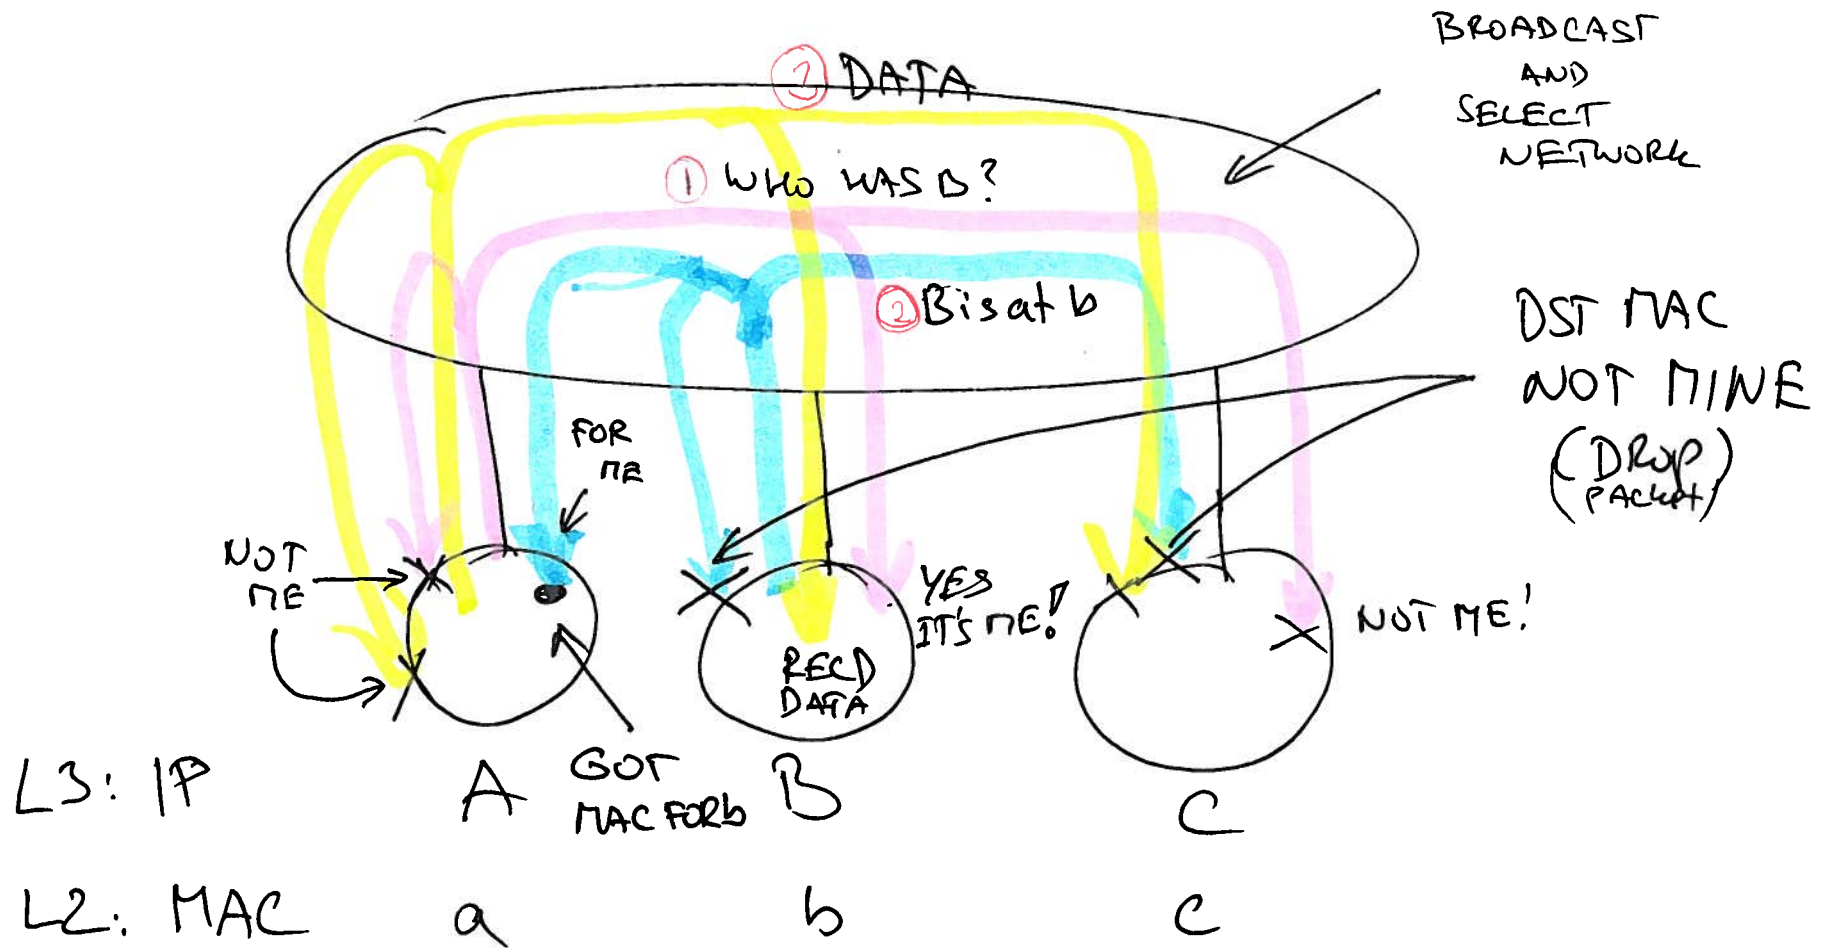 BROADCAST
AND
SELECT
NETWORK
3 DATA
1 WHO HAS B?
2 B is at b
DST MAC
NOT MINE
(DROP
PACKET)
FOR
ME
NOT
ME
YES
IT'S ME!
NOT ME!
RECD
DATA
GOT
MAC FOR b
L3: IP A B C
L2: MAC a b c